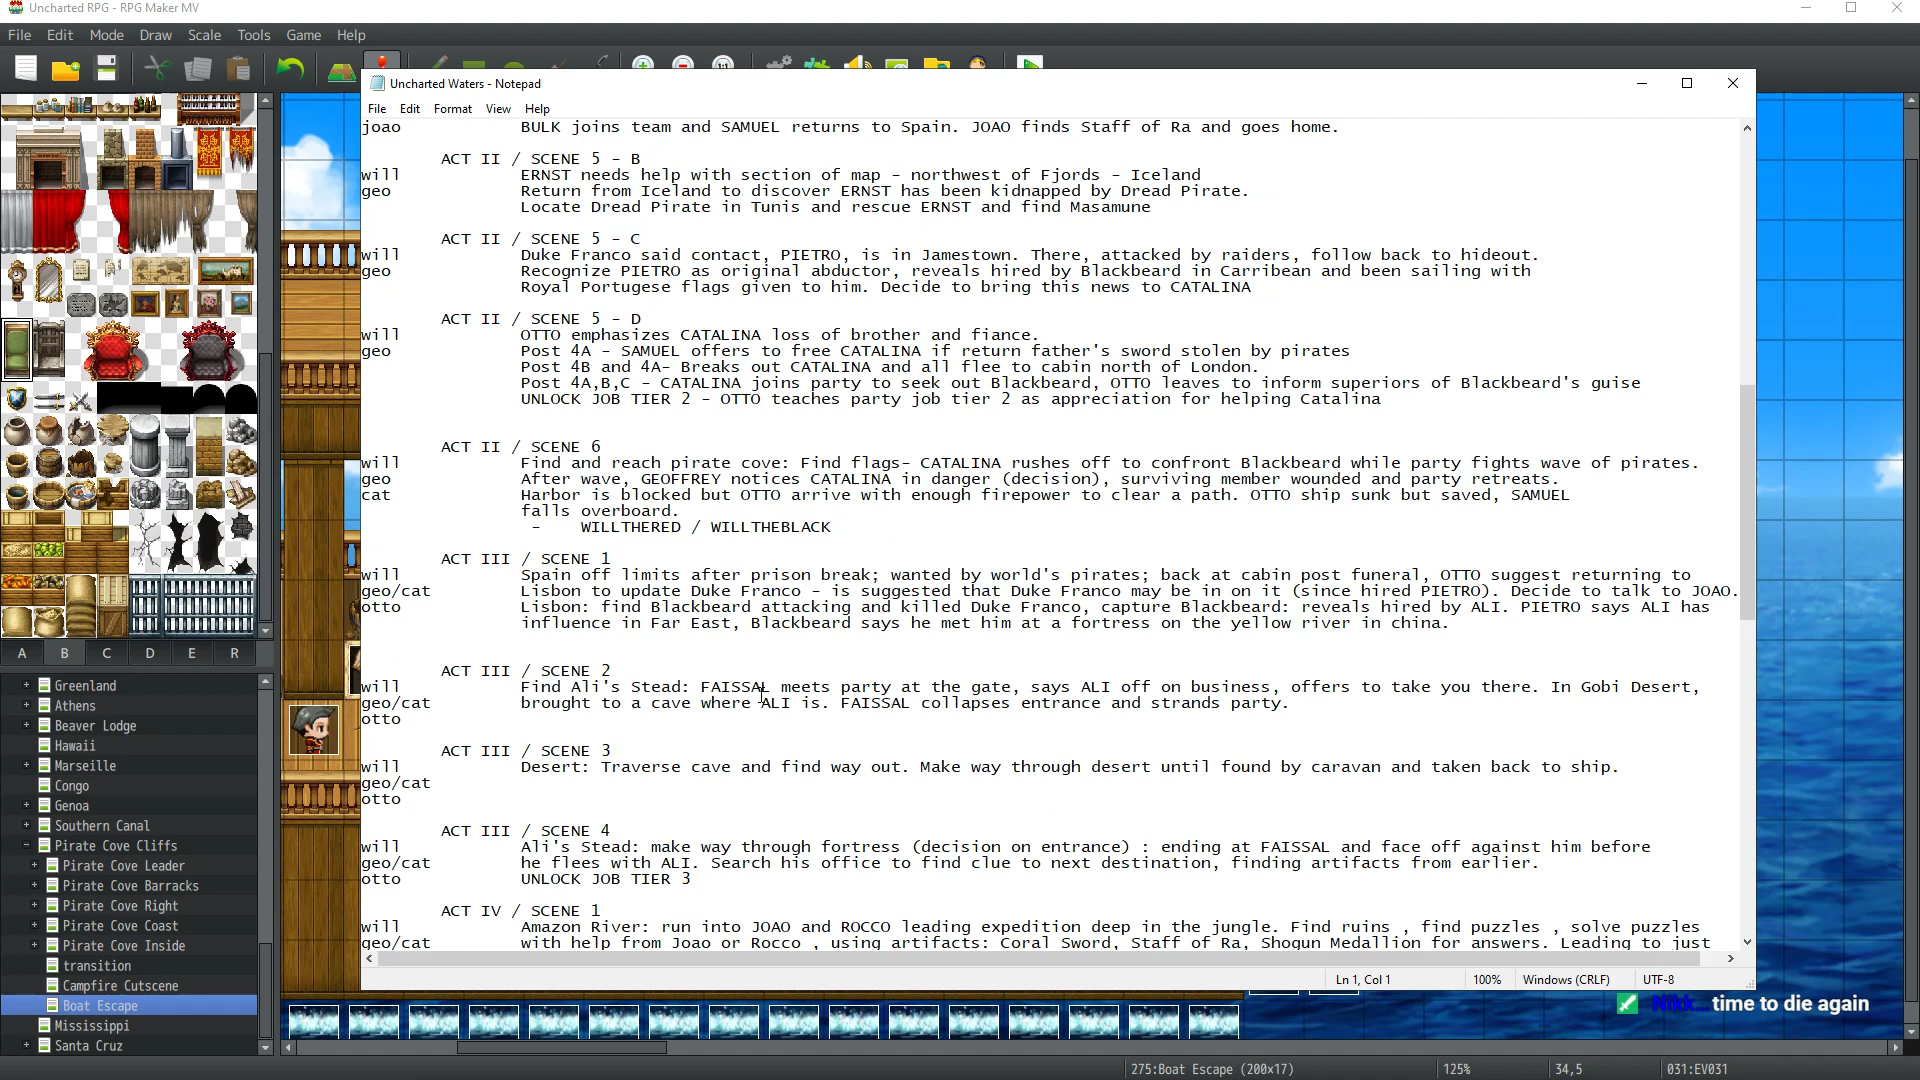 Uncharted RPG - RPG Maker MV
File Edit Mode Draw Scale Tools Game Help
Uncharted Waters - Notepad
File Edit Format View Help
joao BULK joins team and SAMUEL returns to Spain. JOAO finds Staff of Ra and goes home.
ACT II / SCENE 5 - B
will ERNST needs help with section of map - northwest of Fjords - Iceland
geo Return from Iceland to discover ERNST has been kidnapped by Dread Pirate.
Locate Dread Pirate in Tunis and rescue ERNST and find Masamune
ACT II / SCENE 5 - C
will Duke Franco said contact, PIETRO, is in Jamestown. There, attacked by raiders, follow back to hideout.
geo Recognize PIETRO as original abductor, reveals hired by Blackbeard in Carribean and been sailing with
Royal Portugese flags given to him. Decide to bring this news to CATALINA
ACT II / SCENE 5 - D
will OTTO emphasizes CATALINA loss of brother and fiance.
geo Post 4A - SAMUEL offers to free CATALINA if return father's sword stolen by pirates
Post 4B and 4A- Breaks out CATALINA and all flee to cabin north of London.
Post 4A,B,C - CATALINA joins party to seek out Blackbeard, OTTO leaves to inform superiors of Blackbeard's guise
UNLOCK JOB TIER 2 - OTTO teaches party job tier 2 as appreciation for helping Catalina
ACT II / SCENE 6
will Find and reach pirate cove: Find flags- CATALINA rushes off to confront Blackbeard while party fights wave of pirates.
geo After wave, GEOFFREY notices CATALINA in danger (decision), surviving member wounded and party retreats.
cat Harbor is blocked but OTTO arrive with enough firepower to clear a path. OTTO ship sunk but saved, SAMUEL
falls overboard.
- WILLTHERED / WILLTHEBLACK
ACT III / SCENE 1
will Spain off limits after prison break; wanted by world's pirates; back at cabin post funeral, OTTO suggest returning to
geo/cat Lisbon to update Duke Franco - is suggested that Duke Franco may be in on it (since hired PIETRO). Decide to talk to JOAO.
otto Lisbon: find Blackbeard attacking and killed Duke Franco, capture Blackbeard: reveals hired by ALI. PIETRO says ALI has
influence in Far East, Blackbeard says he met him at a fortress on the yellow river in china.
ACT III / SCENE 2
will Find Ali's Stead: FAISSAL meets party at the gate, says ALI off on business, offers to take you there. In Gobi Desert,
geo/cat brought to a cave where ALI is. FAISSAL collapses entrance and strands party.
otto
ACT III / SCENE 3
will Desert: Traverse cave and find way out. Make way through desert until found by caravan and taken back to ship.
geo/cat
otto
ACT III / SCENE 4
will Ali's Stead: make way through fortress (decision on entrance) : ending at FAISSAL and face off against him before
geo/cat he flees with ALI. Search his office to find clue to next destination, finding artifacts from earlier.
otto UNLOCK JOB TIER 3
ACT IV / SCENE 1
will Amazon River: run into JOAO and ROCCO leading expedition deep in the jungle. Find ruins , find puzzles , solve puzzles
geo/cat with help from Joao or Rocco , using artifacts: Coral Sword, Staff of Ra, Shogun Medallion for answers. Leading to just
Ln 1, Col 1 100% Windows (CRLF) UTF-8
A B C D E R
Greenland
Athens
Beaver Lodge
Hawaii
Marseille
Congo
Genoa
Southern Canal
Pirate Cove Cliffs
Pirate Cove Leader
Pirate Cove Barracks
Pirate Cove Right
Pirate Cove Coast
Pirate Cove Inside
transition
Campfire Cutscene
Boat Escape
Mississippi
Santa Cruz
Nikk... time to die again
275:Boat Escape (200x17) 125% 34,5 031:EV031